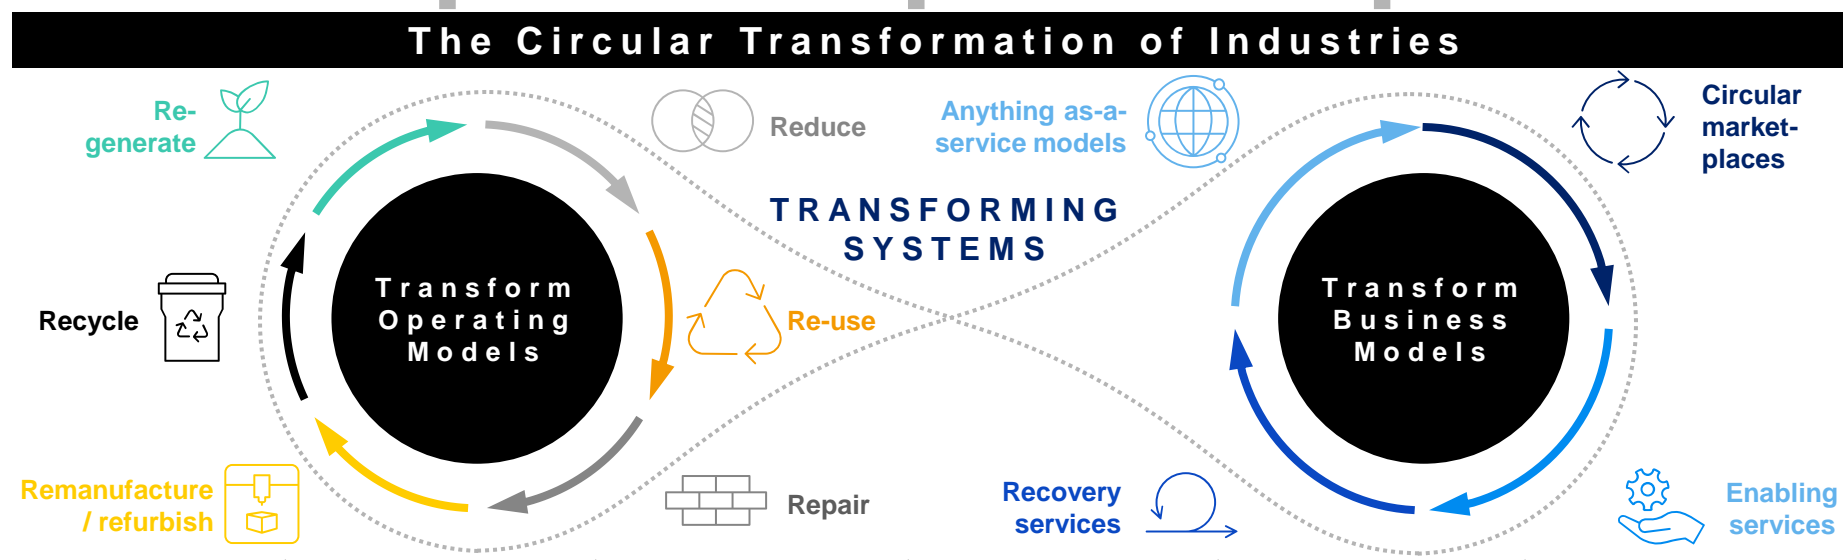 The Circular Transformation of Industries
Re-
generate
Reduce
Anything as-a-
service models
Circular
market-
places
TRANSFORMING
SYSTEMS
Transform
Operating
Models
Transform
Business
Models
Recycle
Re-use
Remanufacture
/ refurbish
Repair
Recovery
services
Enabling
services